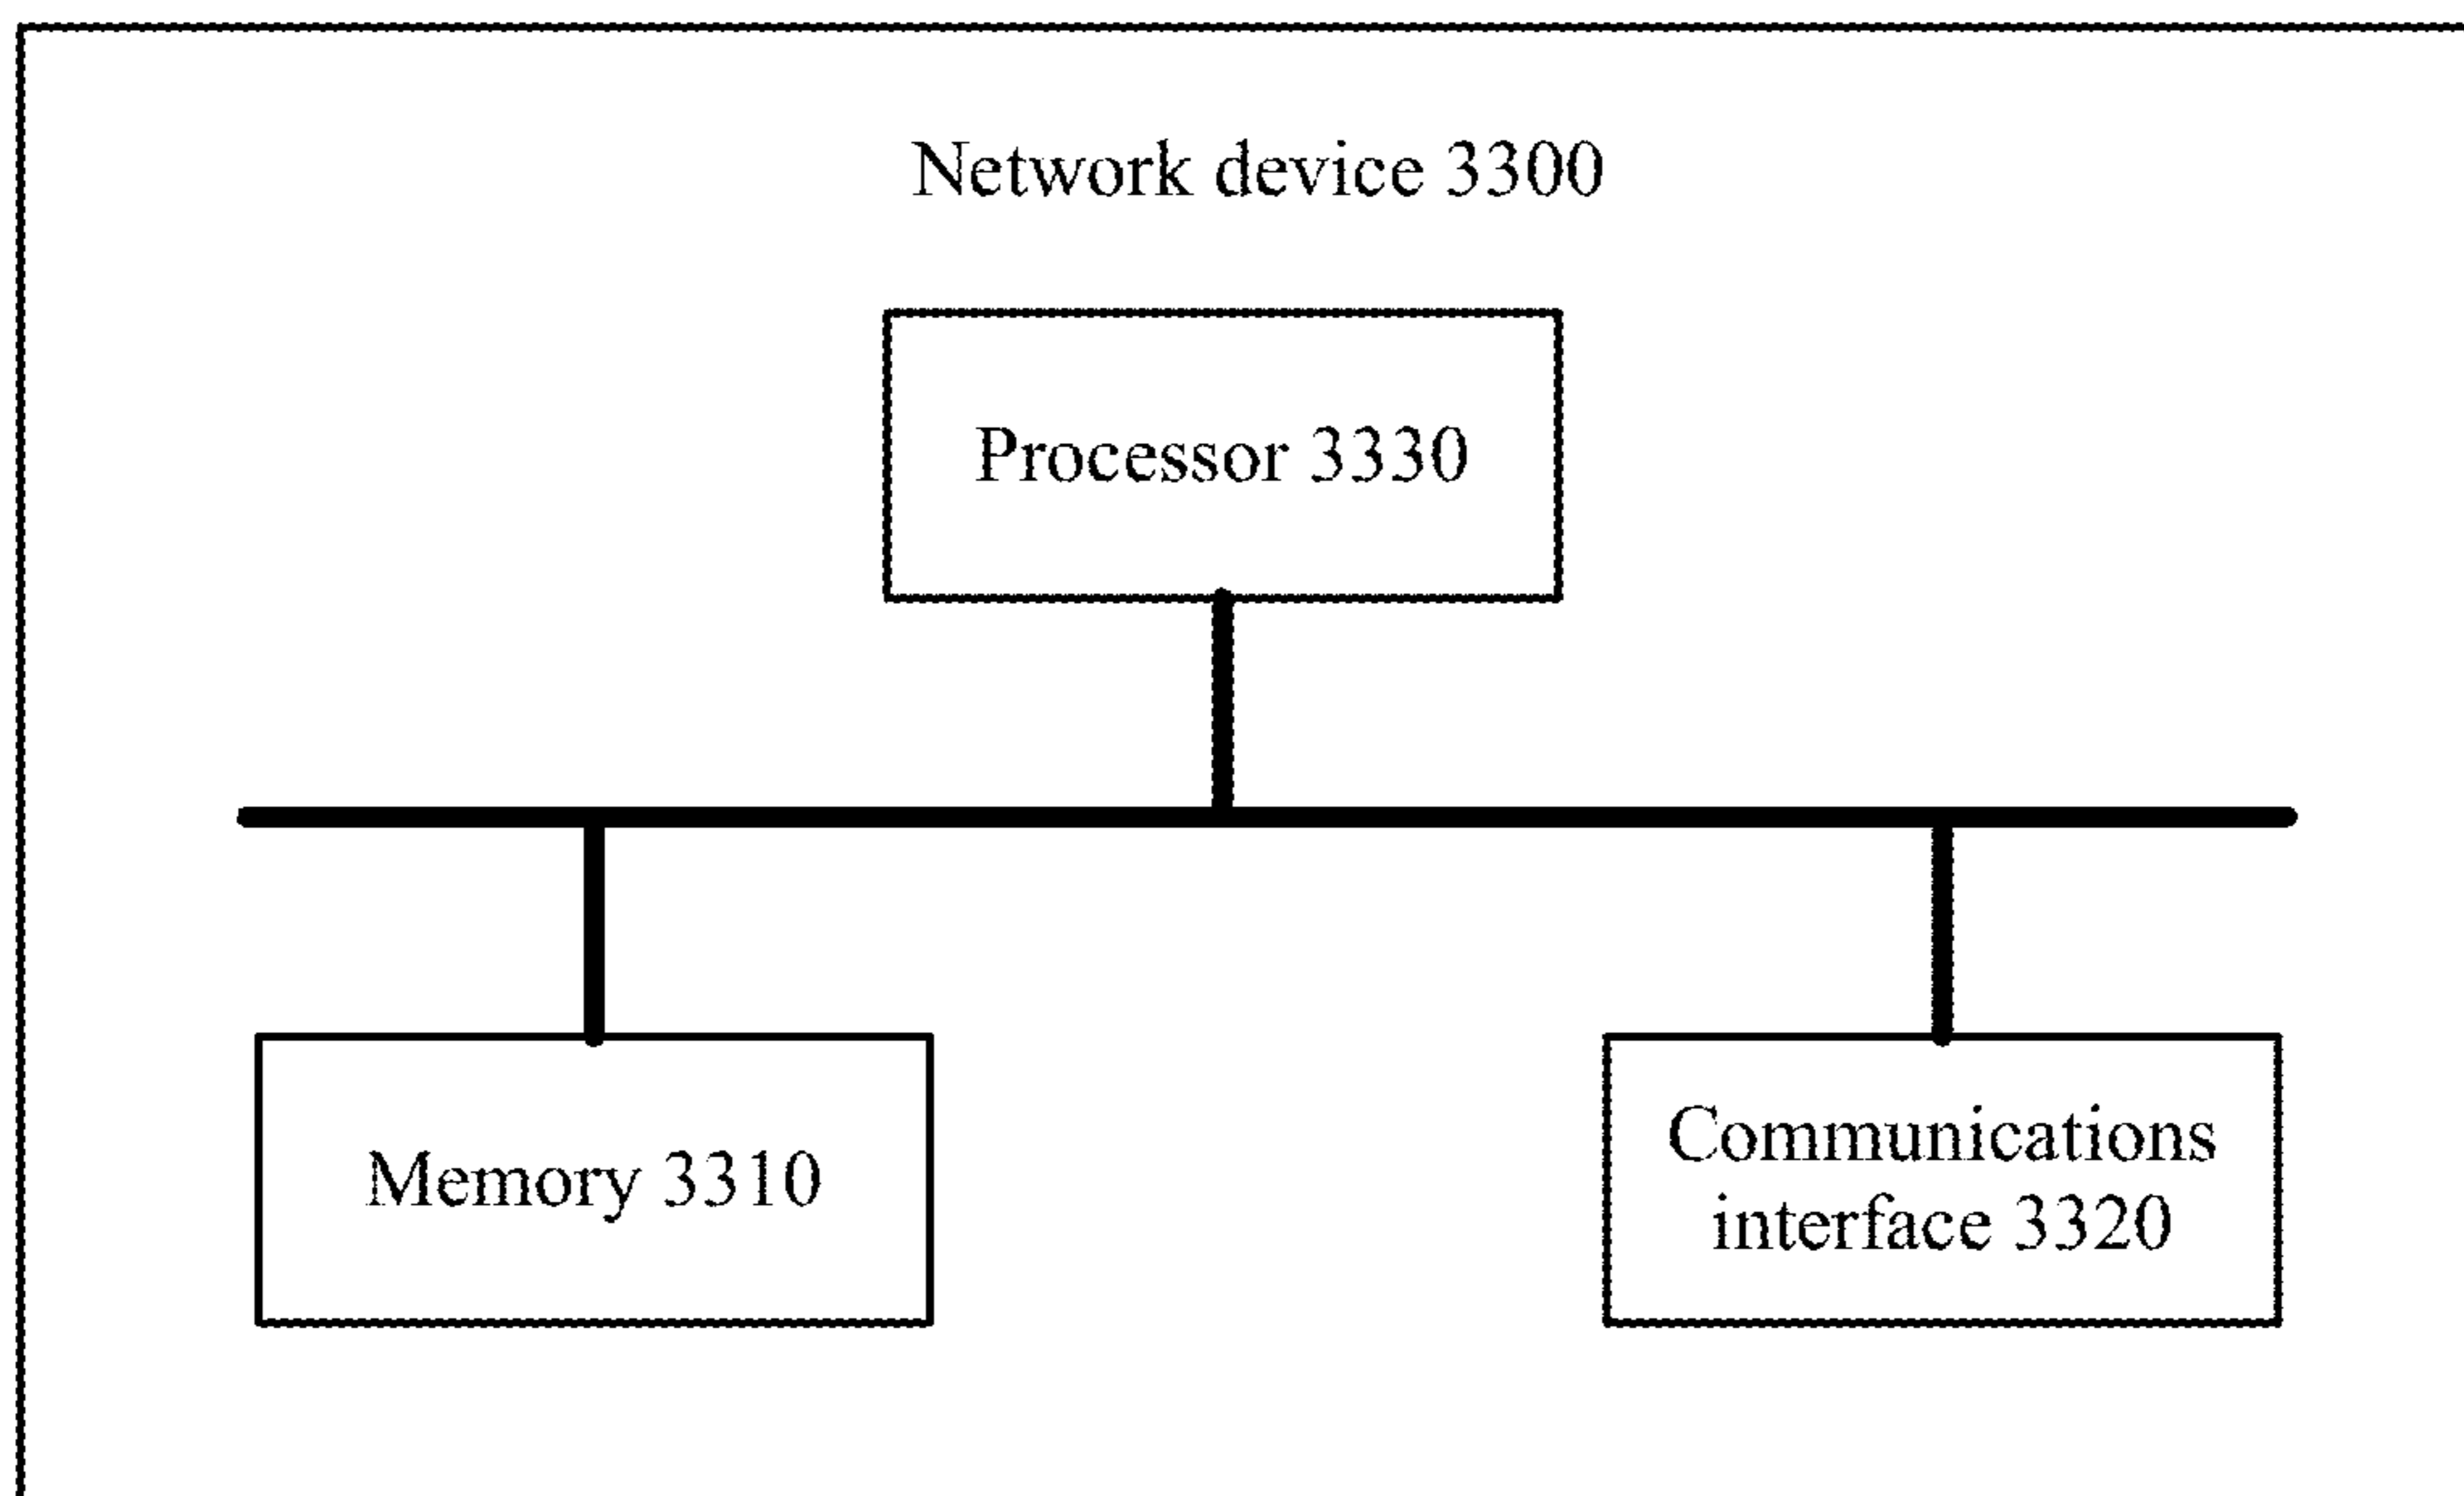 Network device 3300
Processor 3330
Memory 3310
Communications
interface 3320